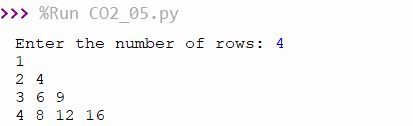 >>> %Run CO2_05.py
Enter the number of rows: 4
1
2 4
3 6 9
4 8 12 16